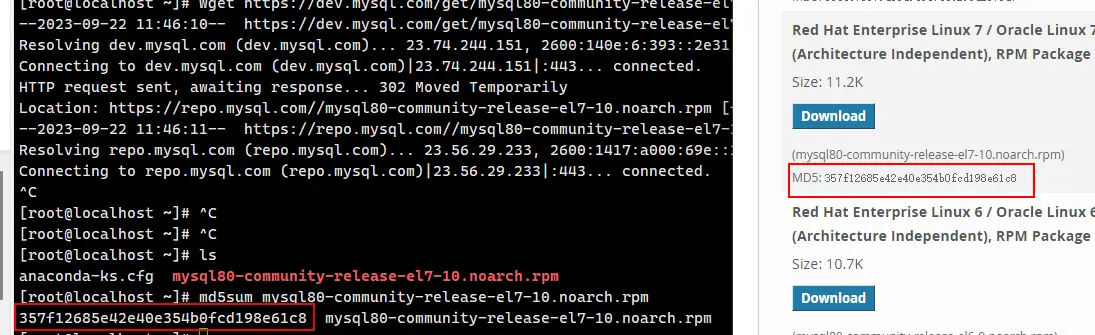 [root@localhost ~]# wget https://dev.mysql.com/get/mysql80-community-release-el
--2023-09-22 11:46:10-- https://dev.mysql.com/get/mysql80-community-release-el7
Resolving dev.mysql.com (dev.mysql.com)... 23.74.244.151, 2600:140e:6:393::2e31
Connecting to dev.mysql.com (dev.mysql.com)|23.74.244.151|:443... connected.
HTTP request sent, awaiting response... 302 Moved Temporarily
Location: https://repo.mysql.com//mysql80-community-release-el7-10.noarch.rpm [
--2023-09-22 11:46:11-- https://repo.mysql.com//mysql80-community-release-el7-
Resolving repo.mysql.com (repo.mysql.com)... 23.56.29.233, 2600:1417:a000:69e::
Connecting to repo.mysql.com (repo.mysql.com)|23.56.29.233|:443... connected.
^C
[root@localhost ~]# ^C
[root@localhost ~]# ^C
[root@localhost ~]# ls
anaconda-ks.cfg mysql80-community-release-el7-10.noarch.rpm
[root@localhost ~]# md5sum mysql80-community-release-el7-10.noarch.rpm
357f12685e42e40e354b0fcd198e61c8 mysql80-community-release-el7-10.noarch.rpm
Red Hat Enterprise Linux 7 / Oracle Linux 7
(Architecture Independent), RPM Package
Size: 11.2K
Download
(mysql80-community-release-el7-10.noarch.rpm)
MD5: 357f12685e42e40e354b0fcd198e61c8
Red Hat Enterprise Linux 6 / Oracle Linux 6
(Architecture Independent), RPM Package
Size: 10.7K
Download